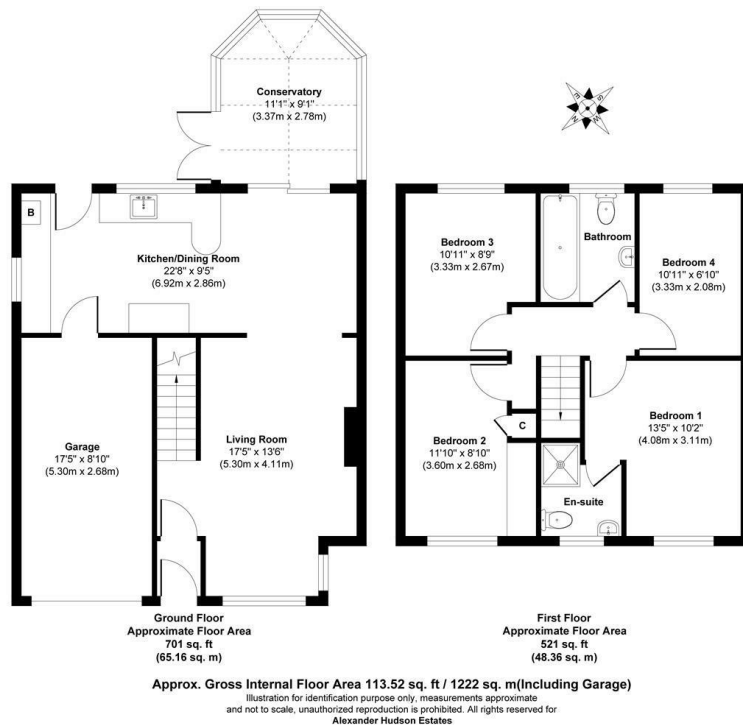 Conservatory
11'1" x 9'1"
(3.37m x 2.78m)
B
Kitchen/Dining Room
22'8" x 9'5"
(6.92m x 2.86m)
Garage
17'5" x 8'10"
(5.30m x 2.68m)
Living Room
17'5" x 13'6"
(5.30m x 4.11m)
Ground Floor
Approximate Floor Area
701 sq. ft
(65.16 sq. m)
Bedroom 3
10'11" x 8'9"
(3.33m x 2.67m)
Bathroom
Bedroom 4
10'11" x 6'10"
(3.33m x 2.08m)
C
Bedroom 2
11'10" x 8'10"
(3.60m x 2.68m)
Bedroom 1
13'5" x 10'2"
(4.08m x 3.11m)
En-suite
First Floor
Approximate Floor Area
521 sq. ft
(48.36 sq. m)
Approx. Gross Internal Floor Area 113.52 sq. ft / 1222 sq. m(Including Garage)
Illustration for identification purpose only, measurements approximate
and not to scale, unauthorized reproduction is prohibited. All rights reserved for
Alexander Hudson Estates